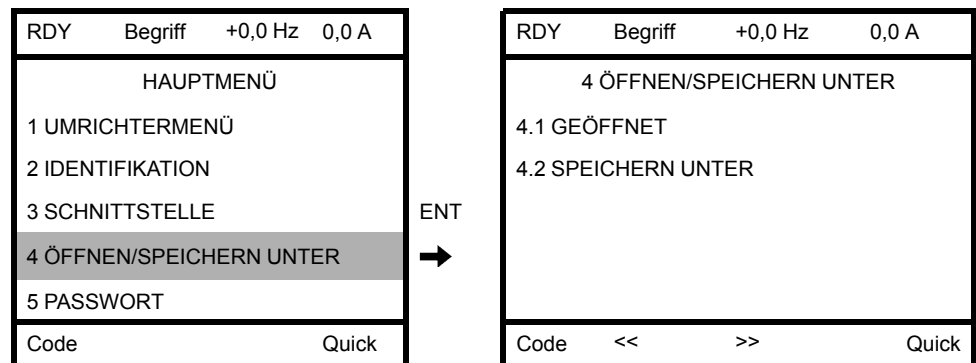 RDY Begriff +0,0 Hz 0,0 A
HAUPTMENÜ
1 UMRICHTERMENÜ
2 IDENTIFIKATION
3 SCHNITTSTELLE
4 ÖFFNEN/SPEICHERN UNTER
5 PASSWORT
Code Quick
ENT
RDY Begriff +0,0 Hz 0,0 A
4 ÖFFNEN/SPEICHERN UNTER
4.1 GEÖFFNET
4.2 SPEICHERN UNTER
Code << >> Quick